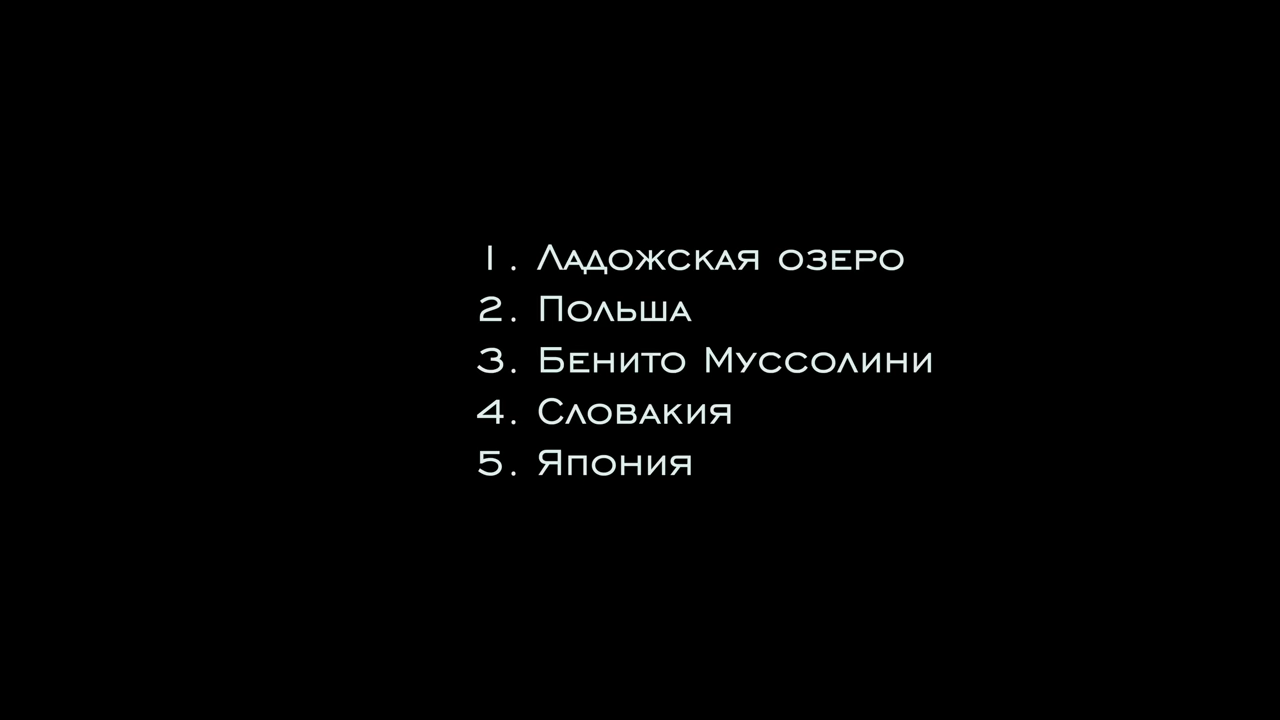 1. Ладожская озеро
2. Польша
3. Бенито Муссолини
4. Словакия
5. Япония